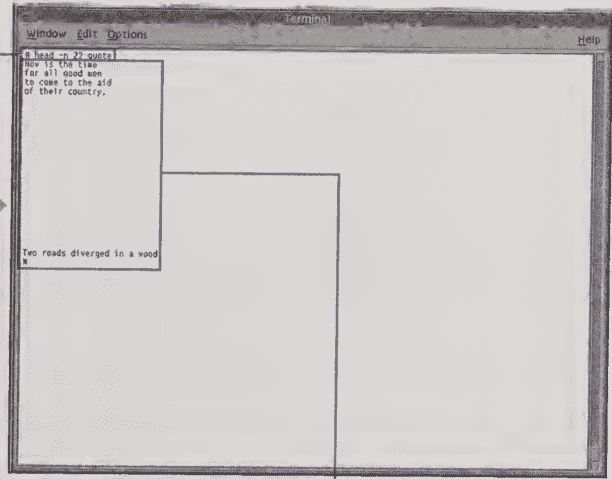 Terminal
Window Edit Options Help
# head -n 22 quote
Now is the time
for all good men
to come to the aid
of their country.
Two roads diverged in a wood
#